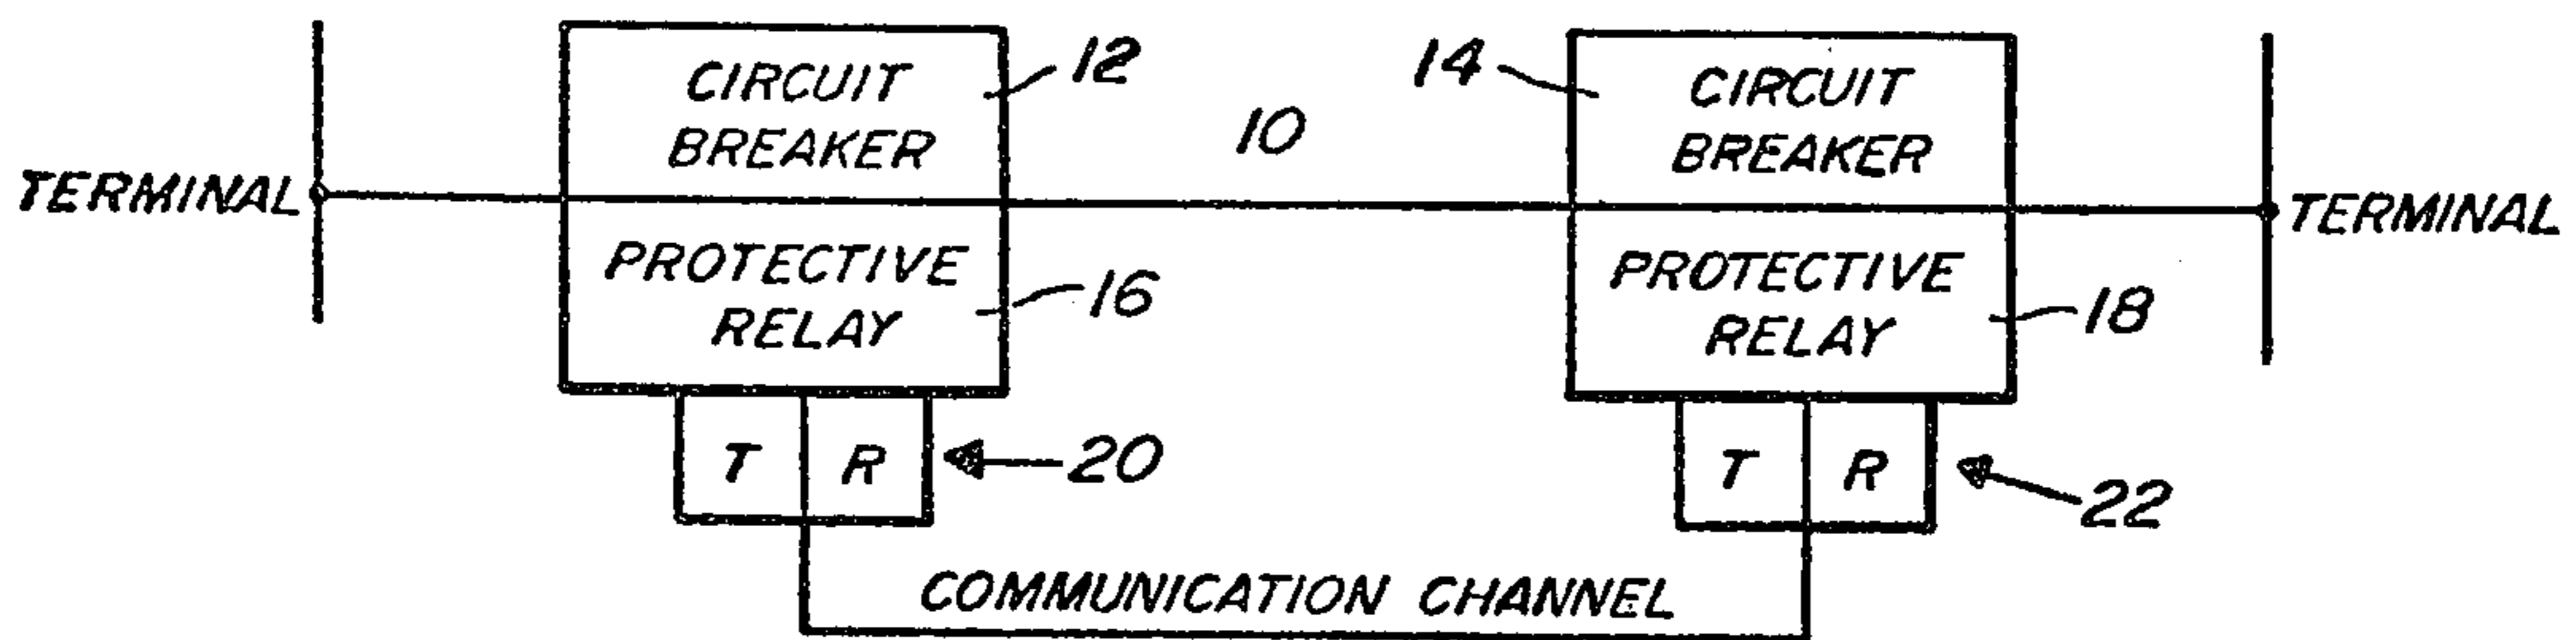 CIRCUIT
BREAKER
12
10
14
CIRCUIT
BREAKER
TERMINAL
TERMINAL
PROTECTIVE
RELAY
16
PROTECTIVE
RELAY
18
T R
20
T R
22
COMMUNICATION CHANNEL